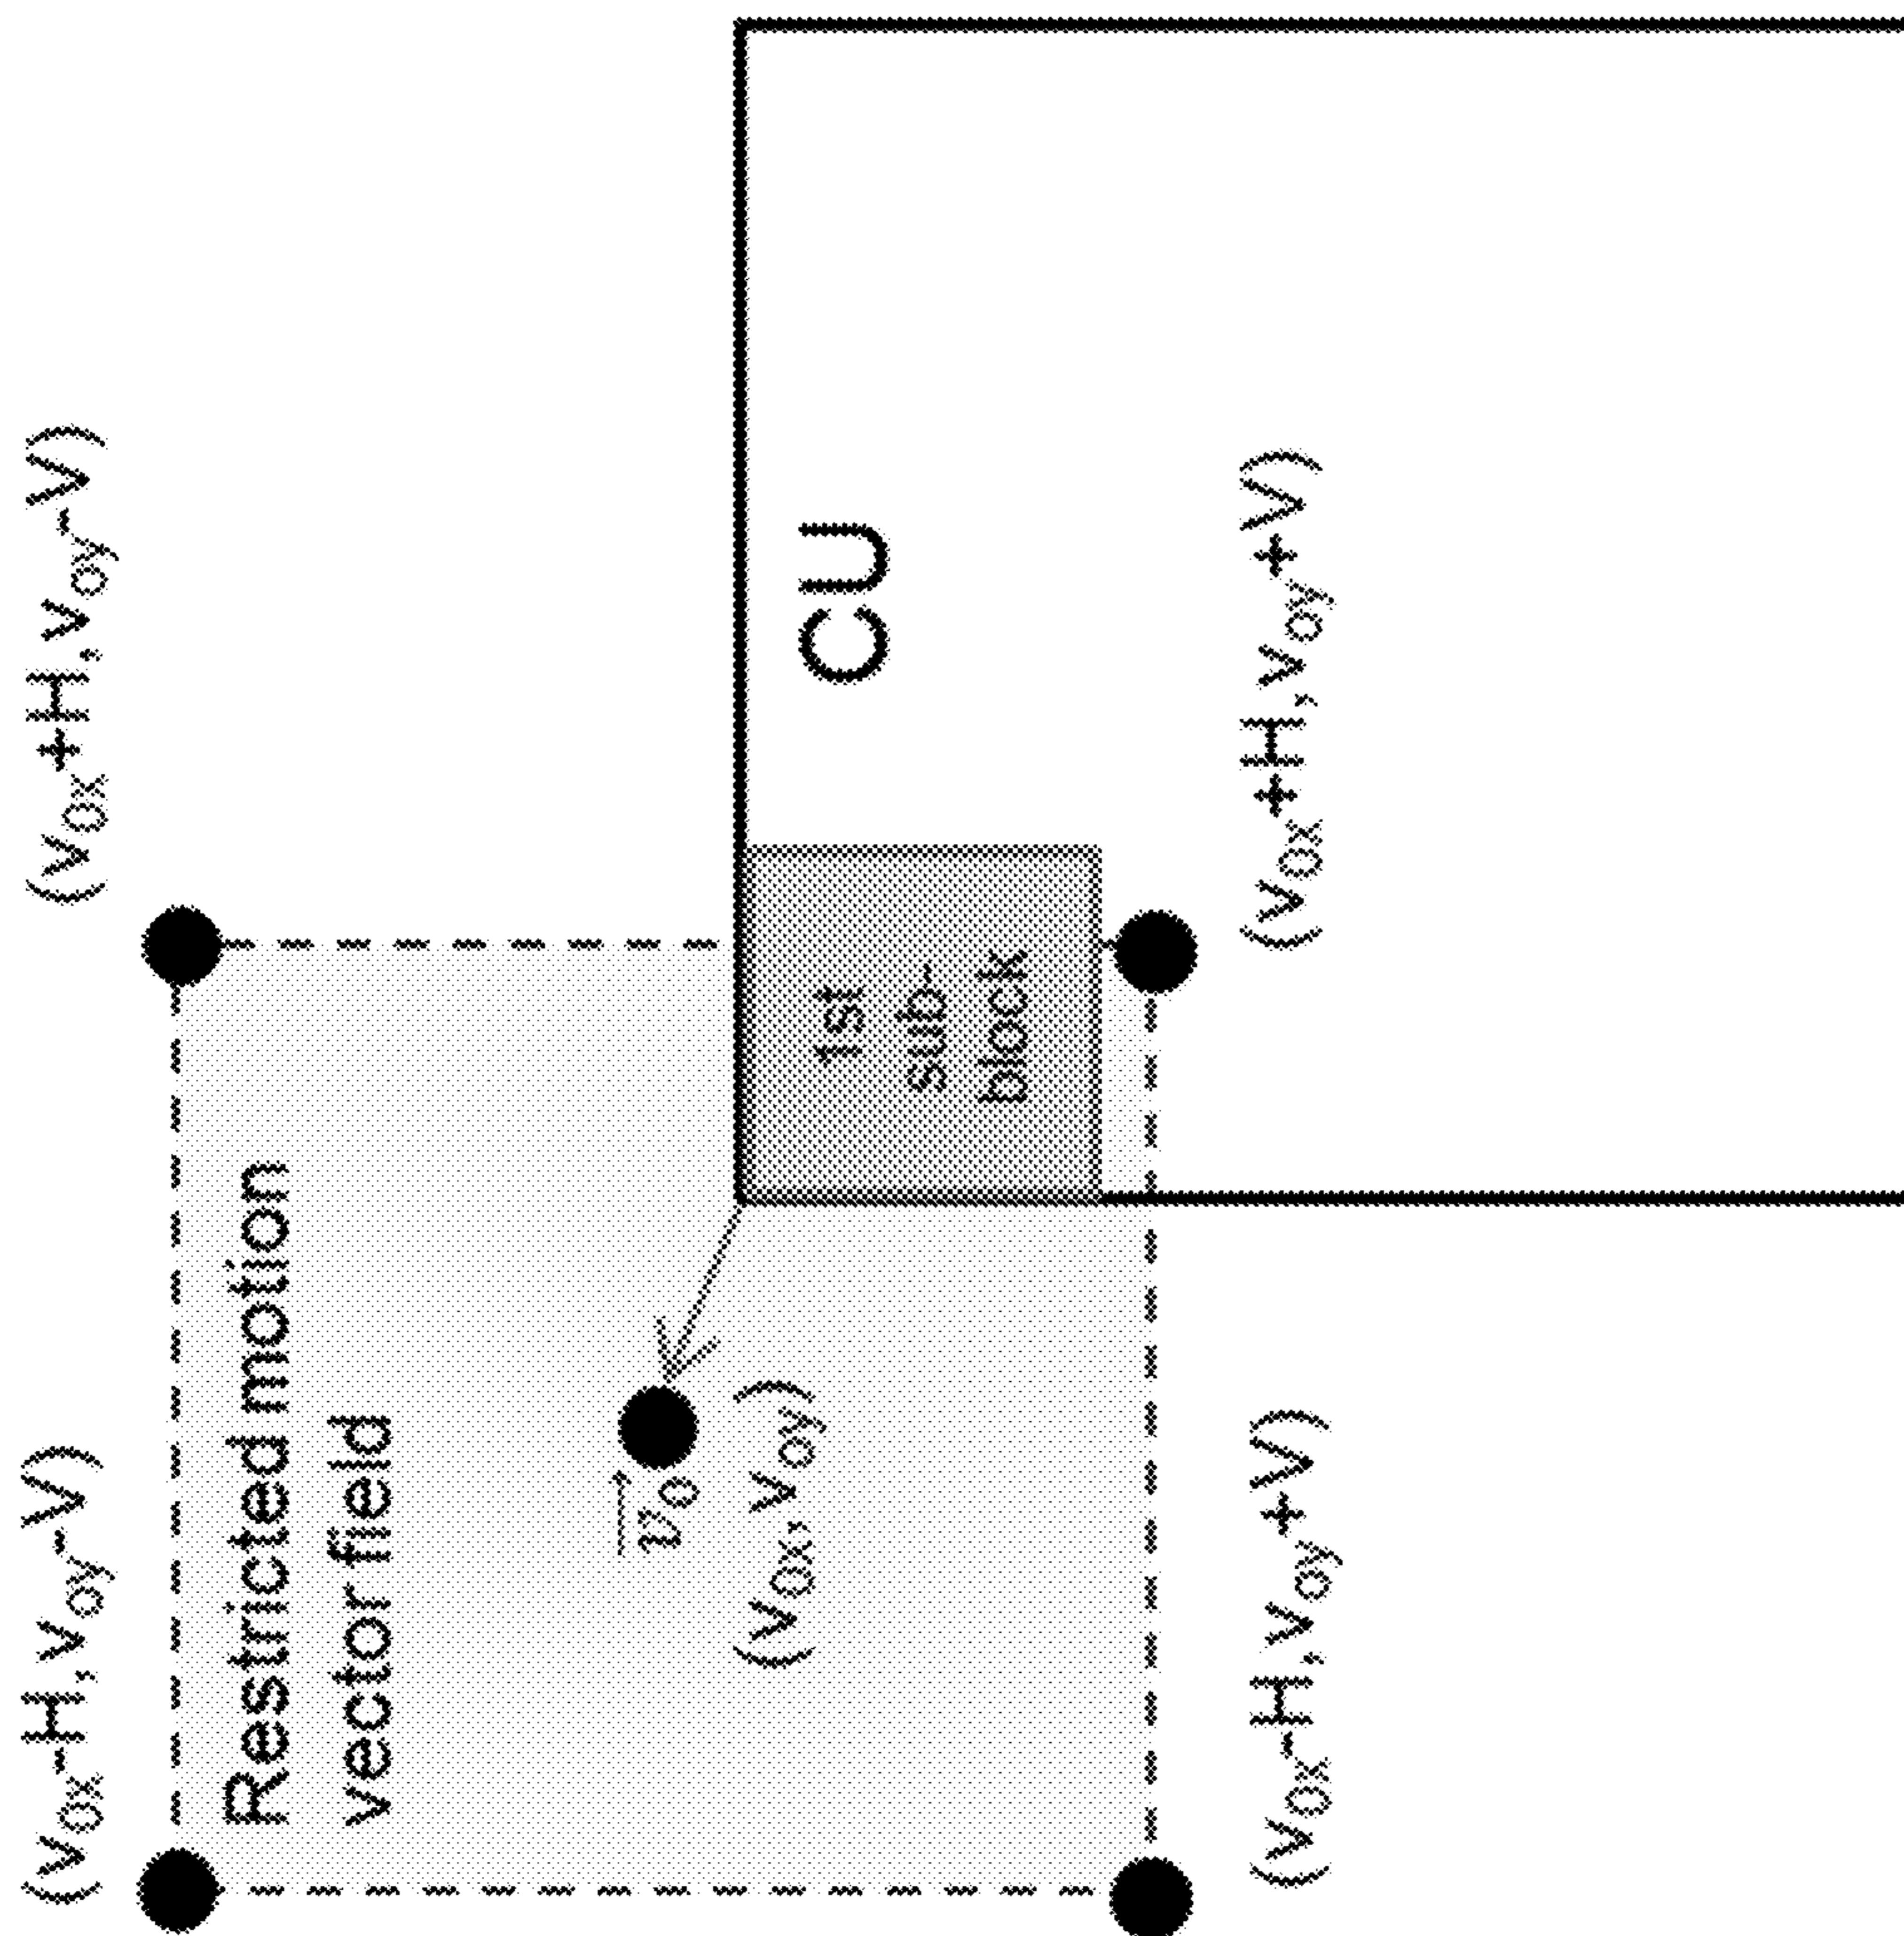 (v₀ₓ-H,v₀y-V)
(v₀ₓ+H,v₀y-V)
Restricted motion
vector field
v₀
(v₀ₓ,v₀y)
CU
1st
sub-
block
(v₀ₓ-H,v₀y+V)
(v₀ₓ+H,v₀y+V)